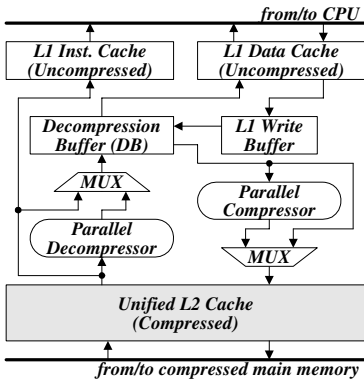 from/to CPU
L1 Inst. Cache
(Uncompressed)
L1 Data Cache
(Uncompressed)
Decompression
Buffer (DB)
L1 Write
Buffer
MUX
Parallel
Compressor
Parallel
Decompressor
MUX
Unified L2 Cache
(Compressed)
from/to compressed main memory